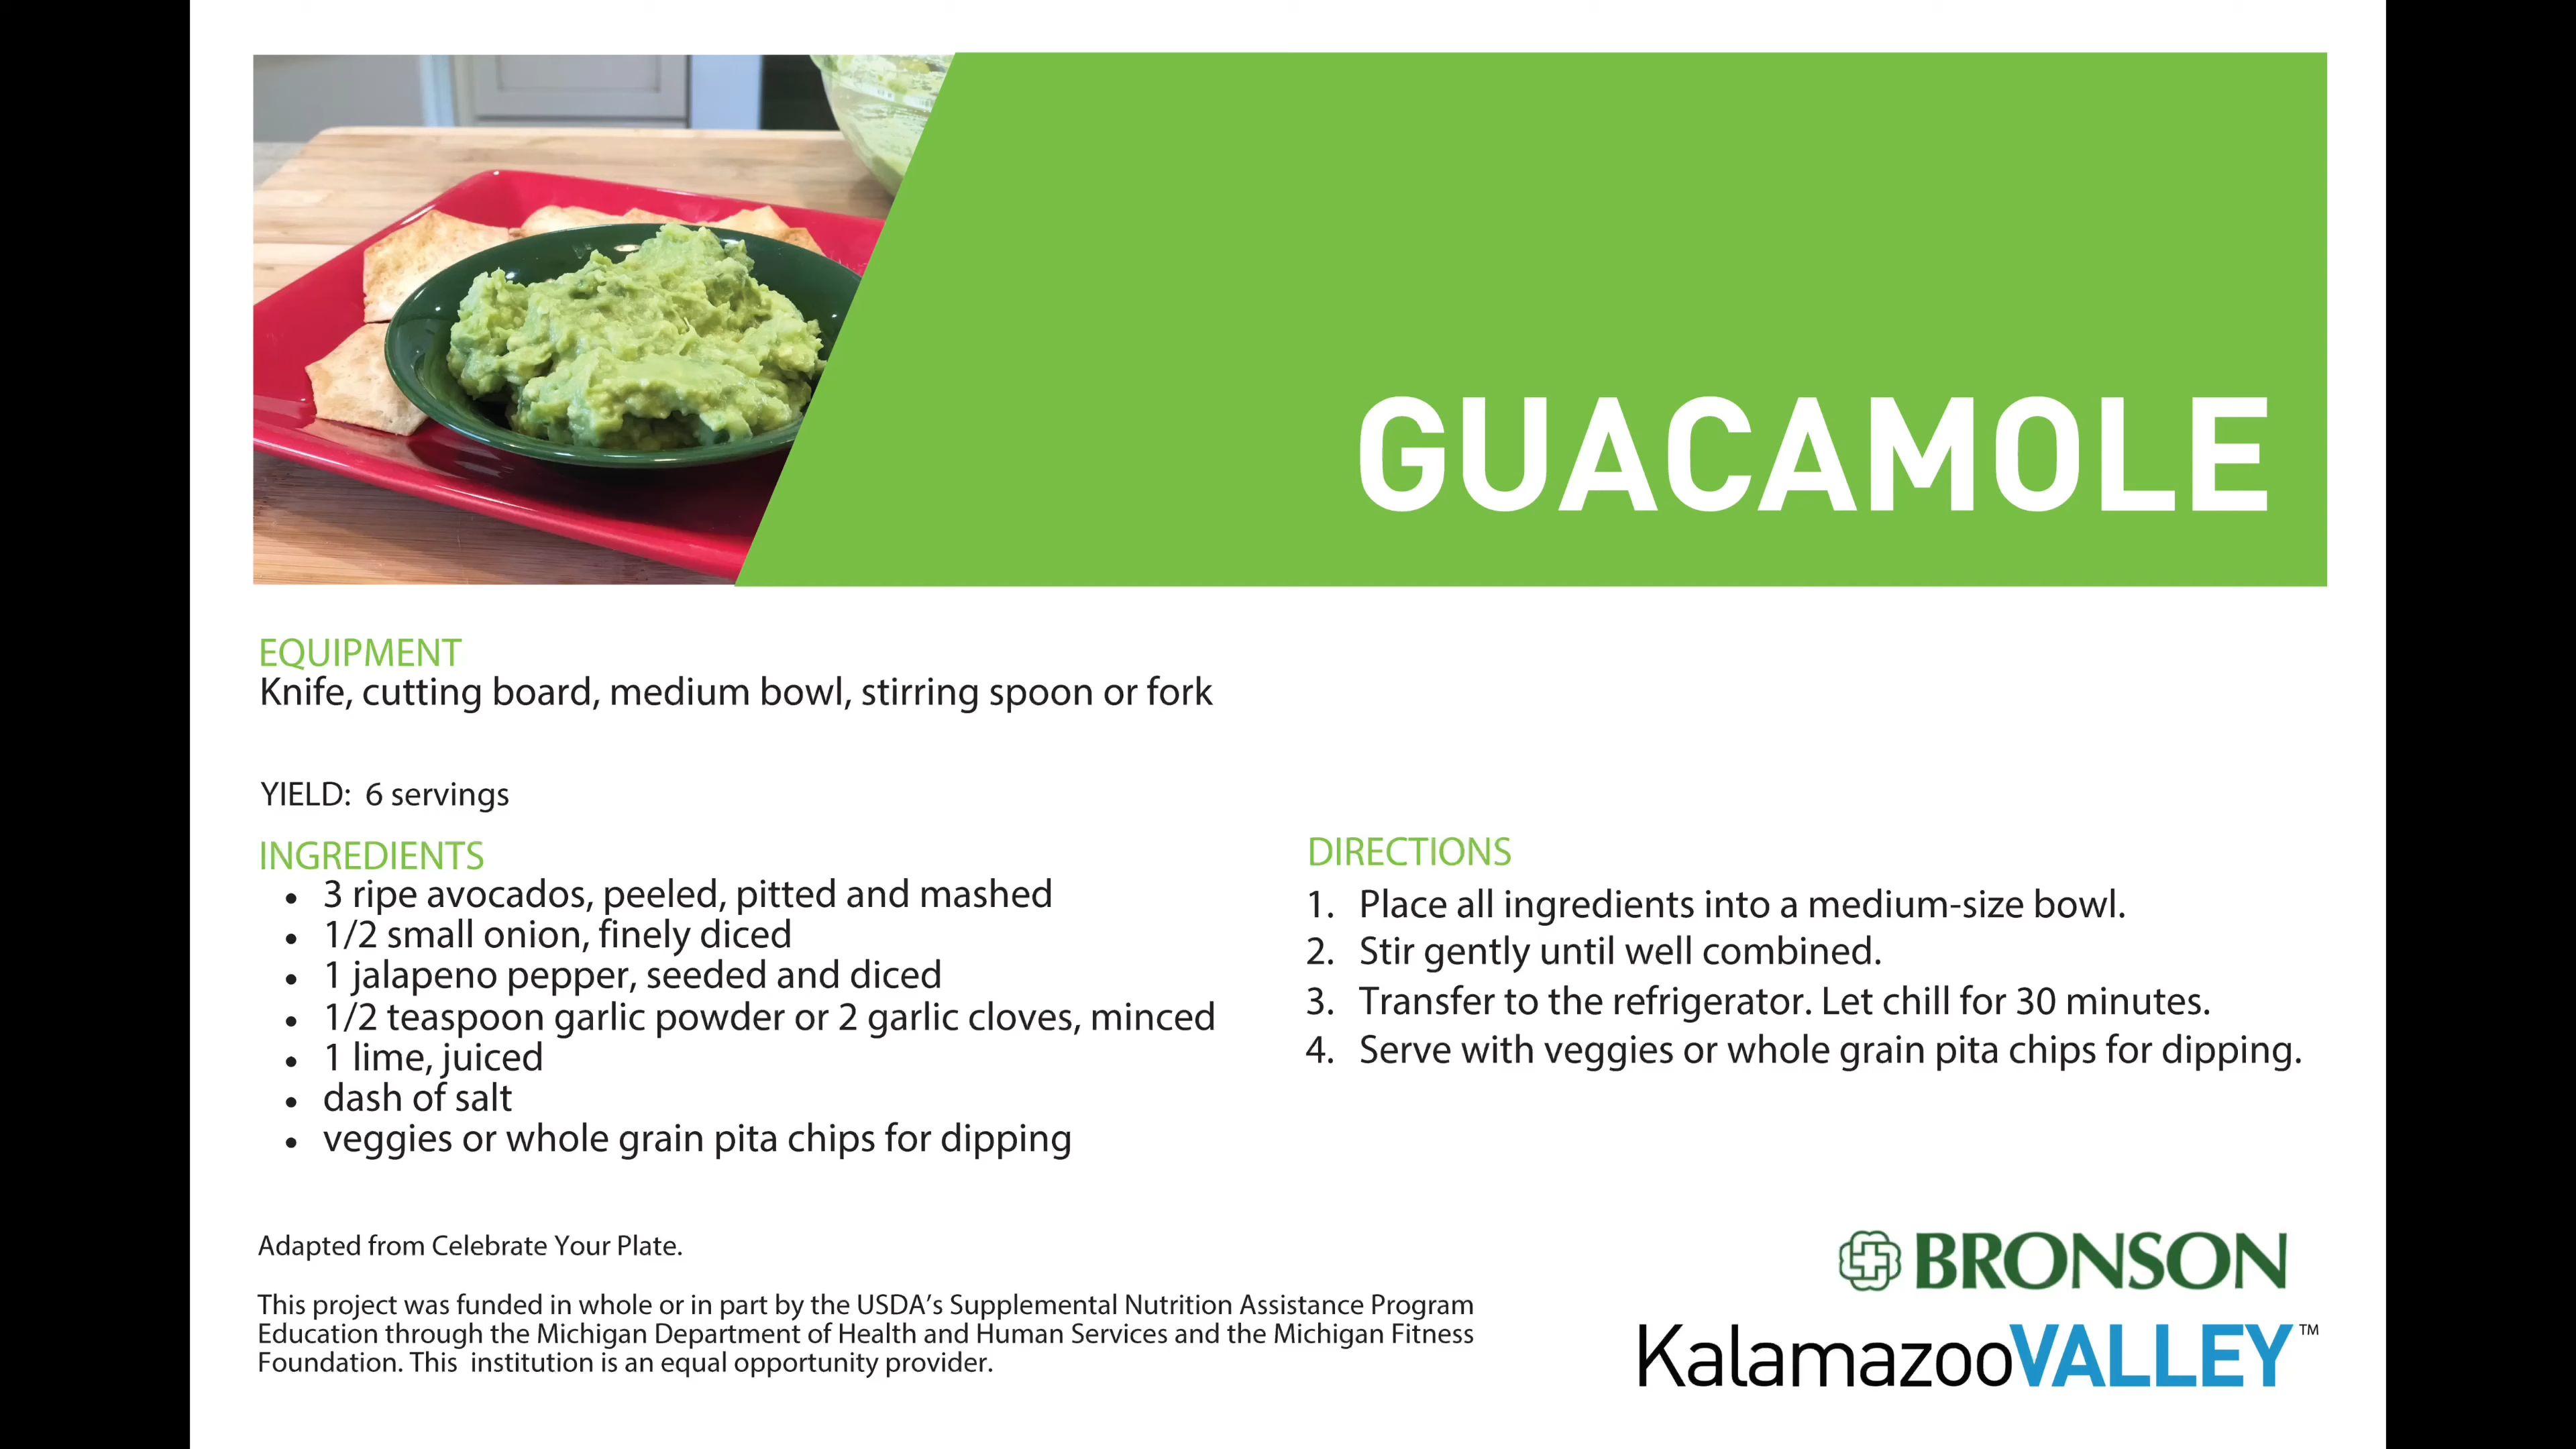 GUACAMOLE
EQUIPMENT
Knife, cutting board, medium bowl, stirring spoon or fork
YIELD: 6 servings
INGREDIENTS
• 3 ripe avocados, peeled, pitted and mashed
• 1/2 small onion, finely diced
• 1 jalapeno pepper, seeded and diced
• 1/2 teaspoon garlic powder or 2 garlic cloves, minced
• 1 lime, juiced
• dash of salt
• veggies or whole grain pita chips for dipping
DIRECTIONS
1. Place all ingredients into a medium-size bowl.
2. Stir gently until well combined.
3. Transfer to the refrigerator. Let chill for 30 minutes.
4. Serve with veggies or whole grain pita chips for dipping.
Adapted from Celebrate Your Plate.
This project was funded in whole or in part by the USDA's Supplemental Nutrition Assistance Program
Education through the Michigan Department of Health and Human Services and the Michigan Fitness
Foundation. This institution is an equal opportunity provider.
BRONSON
KalamazooVALLEY™